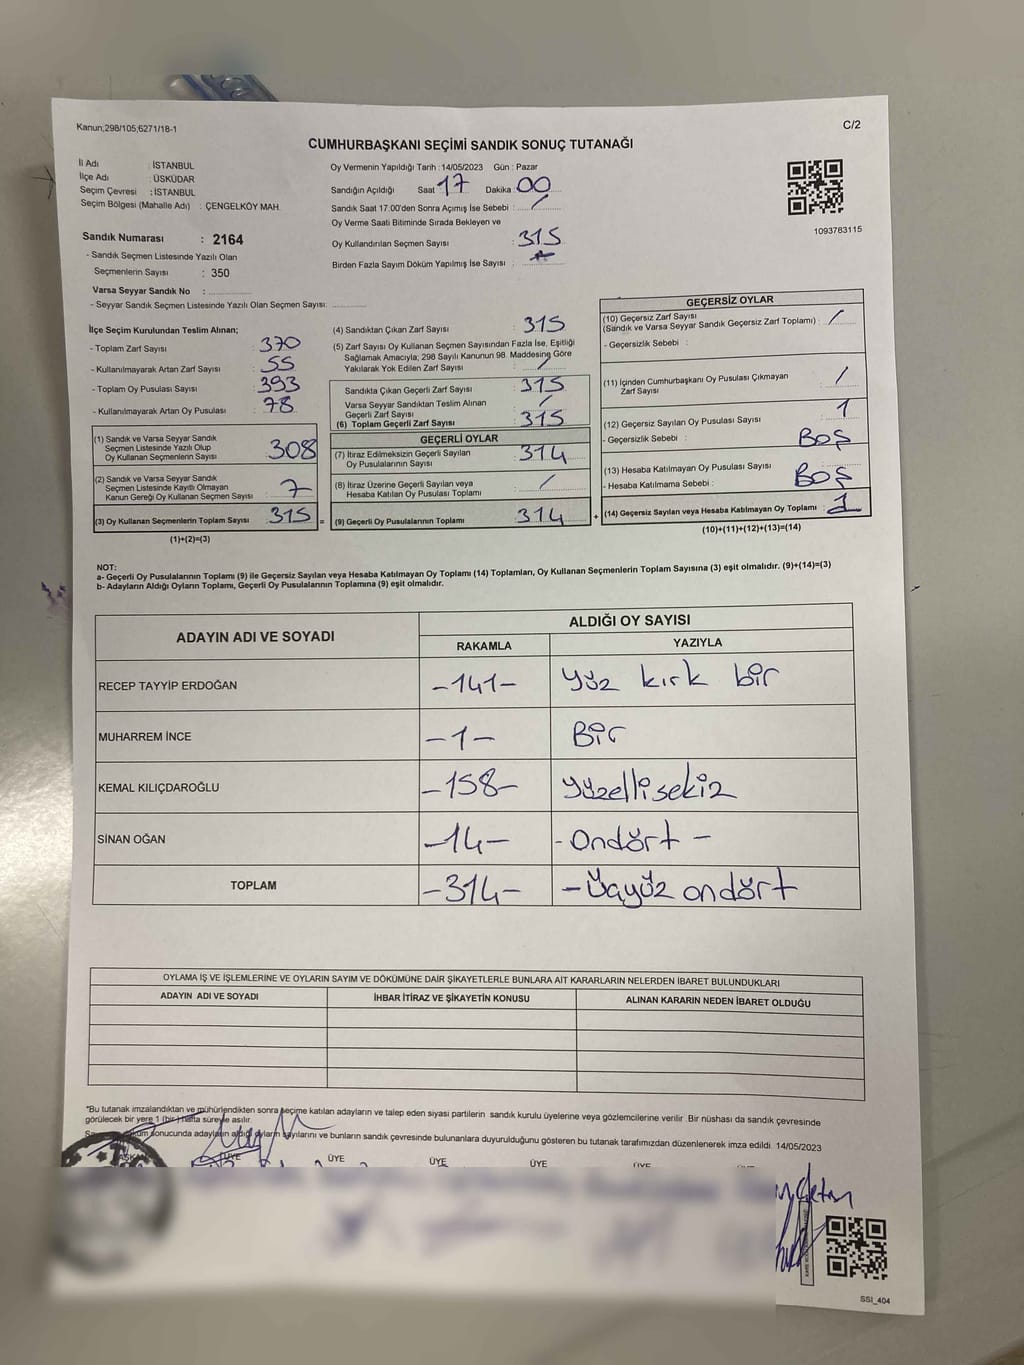 Kanun;298/105,6271/18-1
C/2
CUMHURBAŞKANI SEÇİMİ SANDIK SONUÇ TUTANAĞI
İl Adı : İSTANBUL
İlçe Adı : ÜSKÜDAR
Seçim Çevresi : İSTANBUL
Seçim Bölgesi (Mahalle Adı) : ÇENGELKÖY MAH.
Oy Vermenin Yapıldığı Tarih : 14/05/2023 Gün : Pazar
Sandığın Açıldığı Saat 17 Dakika : 00
Sandık Saat 17:00'den Sonra Açımış İse Sebebi : /
Oy Verme Saati Bitiminde Sırada Bekleyen ve
Oy Kullandırılan Seçmen Sayısı : 315
Birden Fazla Sayım Döküm Yapılmış İse Sayısı :
1093783115
Sandık Numarası : 2164
- Sandık Seçmen Listesinde Yazılı Olan
Seçmenlerin Sayısı : 350
Varsa Seyyar Sandık No :
- Seyyar Sandık Seçmen Listesinde Yazılı Olan Seçmen Sayısı:
İlçe Seçim Kurulundan Teslim Alınan;
- Toplam Zarf Sayısı : 370
- Kullanılmayarak Artan Zarf Sayısı : 55
- Toplam Oy Pusulası Sayısı : 393
- Kullanılmayarak Artan Oy Pusulası : 78
(1) Sandık ve Varsa Seyyar Sandık
Seçmen Listesinde Yazılı Olup
Oy Kullanan Seçmenlerin Sayısı : 308
(2) Sandık ve Varsa Seyyar Sandık
Seçmen Listesinde Kayıtlı Olmayan
Kanun Gereği Oy Kullanan Seçmen Sayısı : 7
(3) Oy Kullanan Seçmenlerin Toplam Sayısı : 315 =
(1)+(2)=(3)
(4) Sandıktan Çıkan Zarf Sayısı : 315
(5) Zarf Sayısı Oy Kullanan Seçmen Sayısından Fazla İse, Eşitliği
Sağlamak Amacıyla, 298 Sayılı Kanunun 98. Maddesine Göre
Yakılarak Yok Edilen Zarf Sayısı : /
Sandıkta Çıkan Geçerli Zarf Sayısı : 315
Varsa Seyyar Sandıktan Teslim Alınan
Geçerli Zarf Sayısı : /
(6) Toplam Geçerli Zarf Sayısı : 315
GEÇERLİ OYLAR
(7) İtiraz Edilmeksizin Geçerli Sayılan
Oy Pusulalarının Sayısı : 314
(8) İtiraz Üzerine Geçerli Sayılan veya
Hesaba Katılan Oy Pusulası Toplamı : /
(9) Geçerli Oy Pusulalarının Toplamı : 314 +
GEÇERSİZ OYLAR
(10) Geçersiz Zarf Sayısı
(Sandık ve Varsa Seyyar Sandık Geçersiz Zarf Toplamı) : /
- Geçersizlik Sebebi :
(11) İçinden Cumhurbaşkanı Oy Pusulası Çıkmayan
Zarf Sayısı : /
(12) Geçersiz Sayılan Oy Pusulası Sayısı : 1
- Geçersizlik Sebebi : BOŞ
(13) Hesaba Katılmayan Oy Pusulası Sayısı :
- Hesaba Katılmama Sebebi : BOŞ
(14) Geçersiz Sayılan veya Hesaba Katılmayan Oy Toplamı : 1
(10)+(11)+(12)+(13)=(14)
NOT:
a- Geçerli Oy Pusulalarının Toplamı (9) ile Geçersiz Sayılan veya Hesaba Katılmayan Oy Toplamı (14) Toplamları, Oy Kullanan Seçmenlerin Toplam Sayısına (3) eşit olmalıdır. (9)+(14)=(3)
b- Adayların Aldığı Oyların Toplamı, Geçerli Oy Pusulalarının Toplamına (9) eşit olmalıdır.
ADAYIN ADI VE SOYADI
ALDIĞI OY SAYISI
RAKAMLA YAZIYLA
RECEP TAYYİP ERDOĞAN -141- Yüz kırk bir
MUHARREM İNCE -1- Bir
KEMAL KILIÇDAROĞLU -158- yüzellisekiz
SİNAN OĞAN -14- - Ondört -
TOPLAM -314- - Üçyüz ondört
OYLAMA İŞ VE İŞLEMLERİNE VE OYLARIN SAYIM VE DÖKÜMÜNE DAİR ŞİKAYETLERLE BUNLARA AİT KARARLARIN NELERDEN İBARET BULUNDUKLARI
ADAYIN ADI VE SOYADI İHBAR İTİRAZ VE ŞİKAYETİN KONUSU ALINAN KARARIN NEDEN İBARET OLDUĞU
*Bu tutanak imzalandıktan ve mühürlendikten sonra seçime katılan adayların ve talep eden siyasi partilerin sandık kurulu üyelerine veya gözlemcilerine verilir. Bir nüshası da sandık çevresinde
görülecek bir yere 1 (bir) hafta süreyle asılır.
sonucunda adayların aldığı oyların sayılarını ve bunların sandık çevresinde bulunanlara duyurulduğunu gösteren bu tutanak tarafımızdan düzenlenerek imza edildi. 14/05/2023
BAŞKAN ÜYE ÜYE ÜYE ÜYE ÜYE
SSI_404